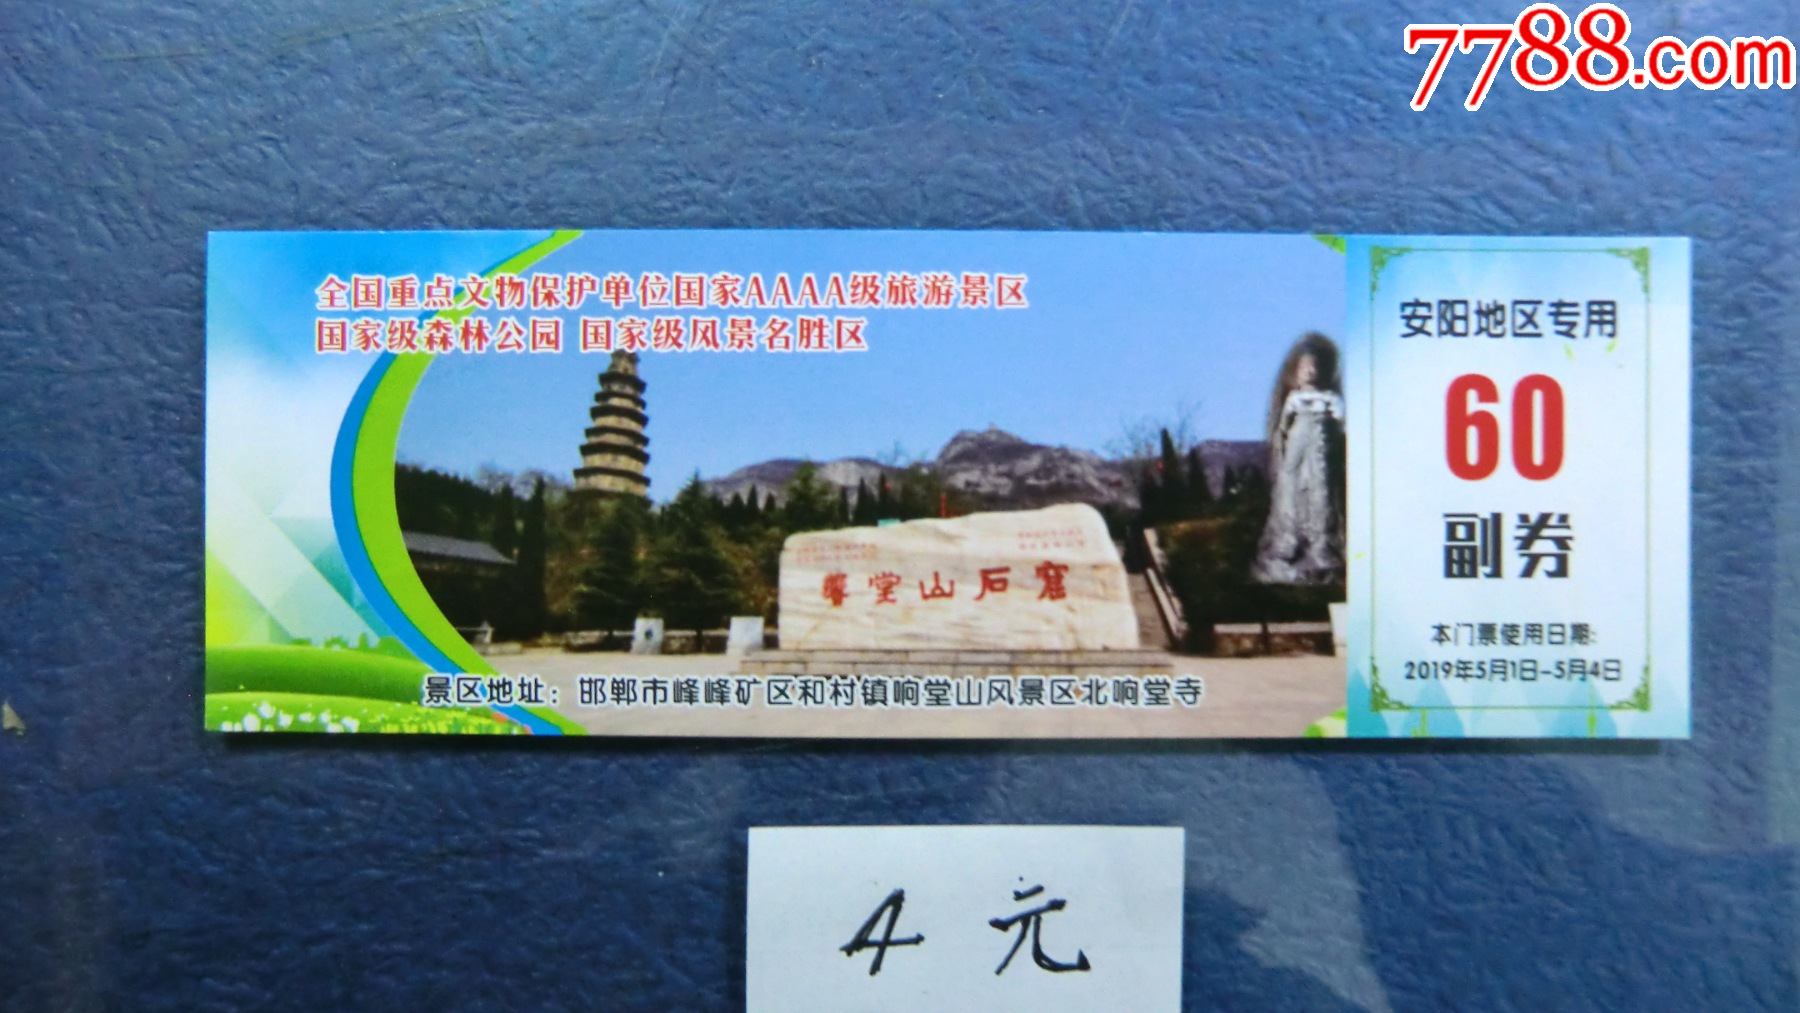 7788.com
全国重点文物保护单位国家AAAA级旅游景区
国家级森林公园 国家级风景名胜区
響堂山石窟
景区地址：邯郸市峰峰矿区和村镇响堂山风景区北响堂寺
安阳地区专用
60
副券
本门票使用日期:
2019年5月1日-5月4日
4元